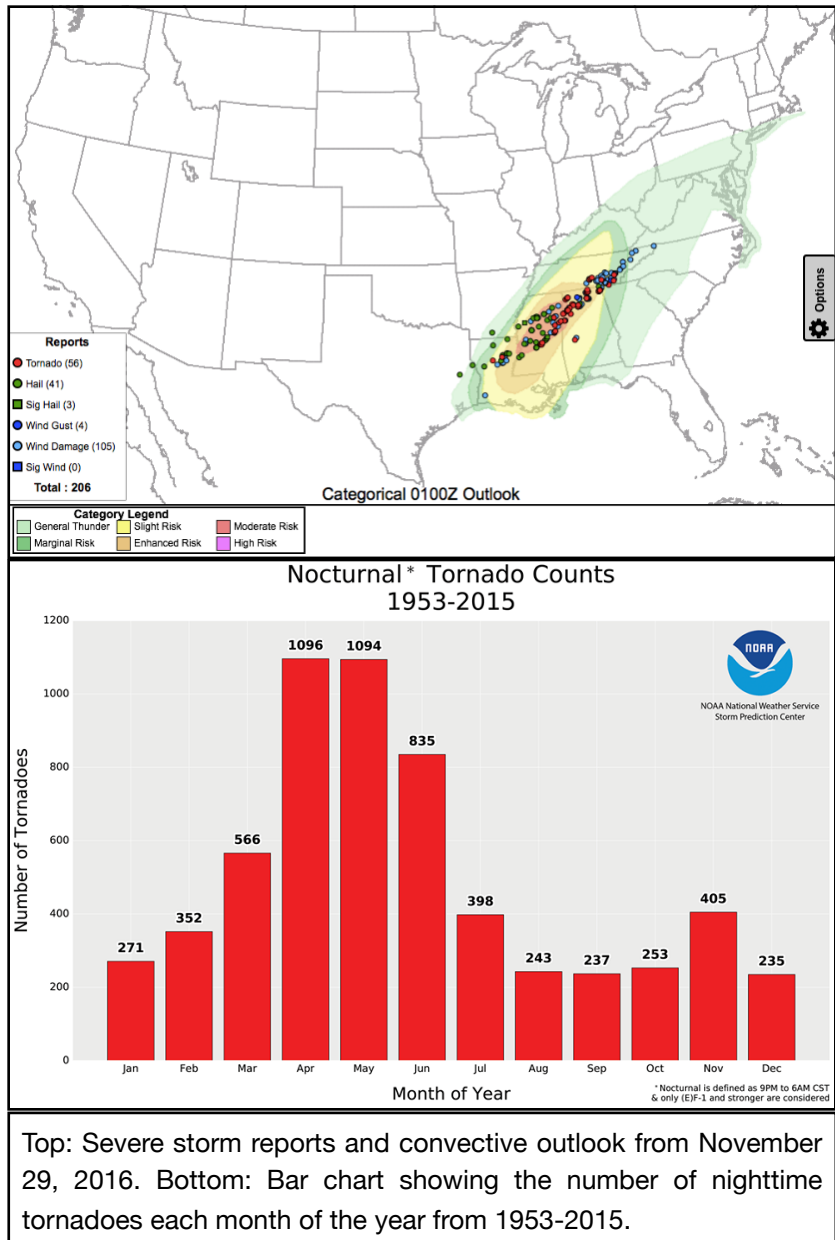 Options
Reports
Tornado (56)
Hail (41)
Sig Hail (3)
Wind Gust (4)
Wind Damage (105)
Sig Wind (0)
Total : 206
Categorical 0100Z Outlook
Category Legend
General Thunder Slight Risk Moderate Risk
Marginal Risk Enhanced Risk High Risk
Nocturnal* Tornado Counts
1953-2015
NOAA
NOAA National Weather Service
Storm Prediction Center
Number of Tornadoes
1200
1000
800
600
400
200
0
271
352
566
1096
1094
835
398
243
237
253
405
235
Jan Feb Mar Apr May Jun Jul Aug Sep Oct Nov Dec
Month of Year
*Nocturnal is defined as 9PM to 6AM CST
& only (E)F-1 and stronger are considered
Top: Severe storm reports and convective outlook from November
29, 2016. Bottom: Bar chart showing the number of nighttime
tornadoes each month of the year from 1953-2015.